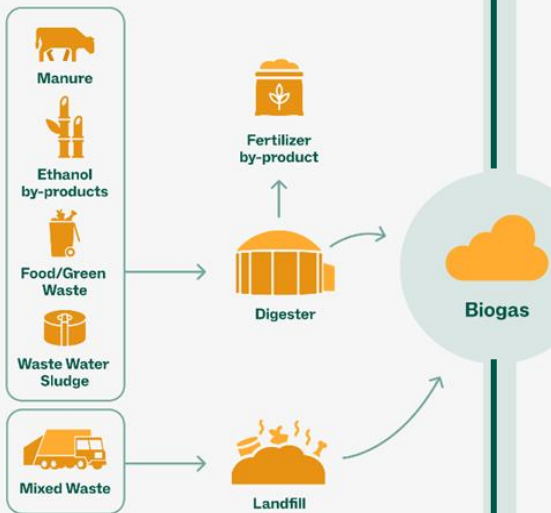 Manure
Ethanol
by-products
Food/Green
Waste
Waste Water
Sludge
Mixed Waste
Fertilizer
by-product
Digester
Landfill
Biogas